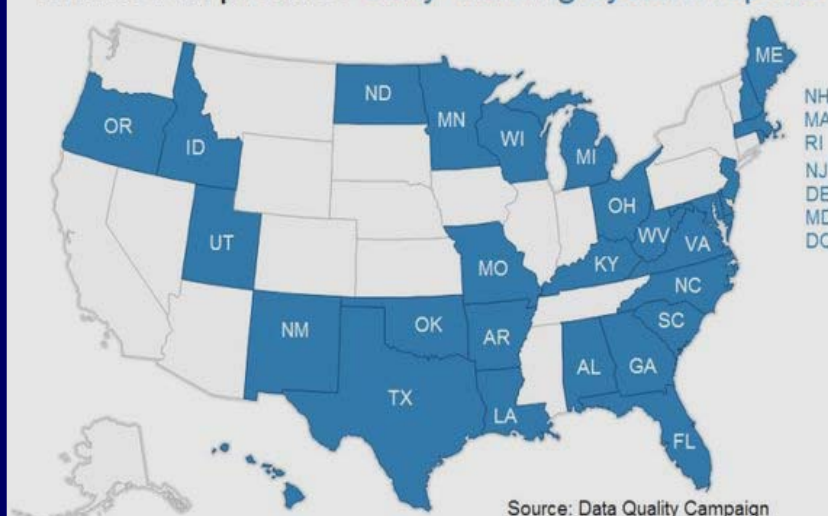 ME
ND
MN
OR
ID
WI
MI
NH
MA
RI
NJ
DE
MD
DC
OH
WV
VA
UT
MO
KY
NC
SC
NM
OK
AR
AL
GA
TX
LA
FL
Source: Data Quality Campaign